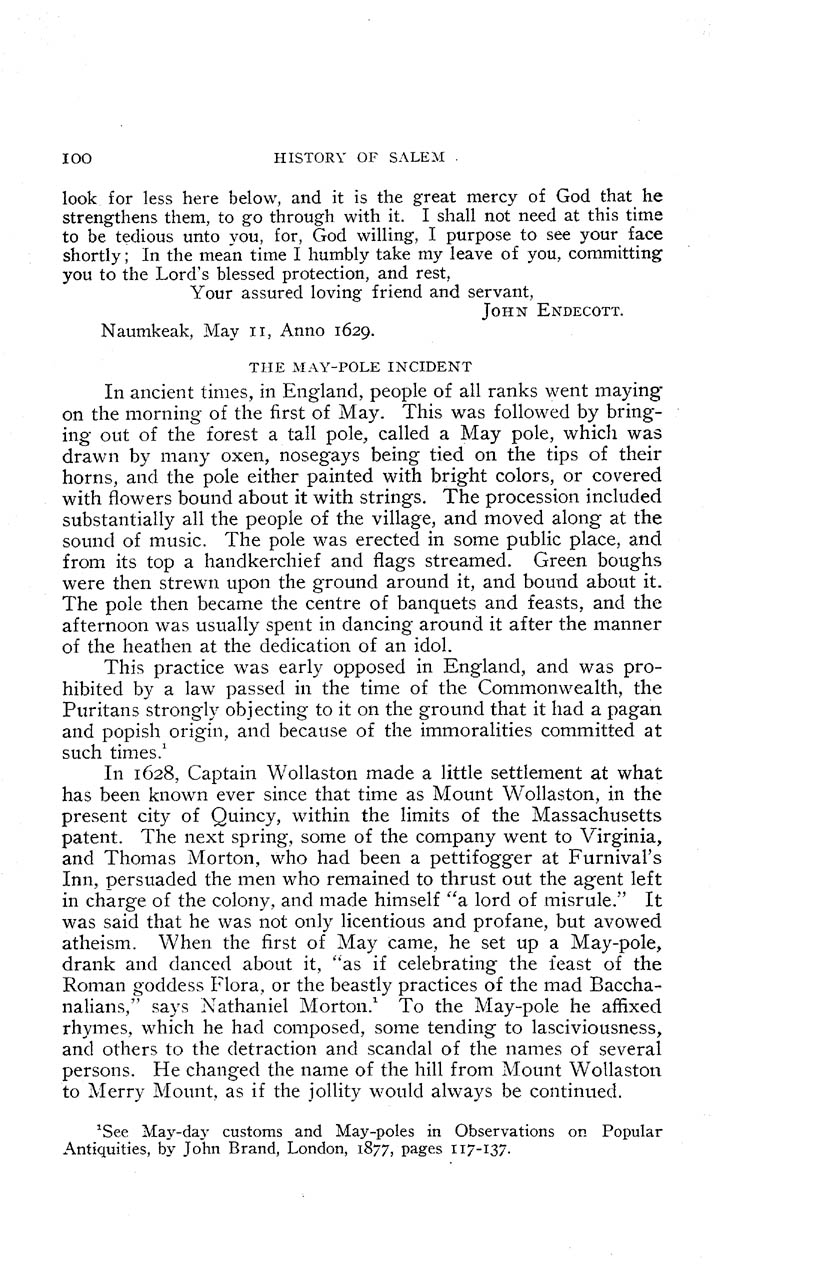 100 HISTORY OF SALEM
look for less here below, and it is the great mercy of God that he
strengthens them, to go through with it. I shall not need at this time
to be tedious unto you, for, God willing, I purpose to see your face
shortly; In the mean time I humbly take my leave of you, committing
you to the Lord's blessed protection, and rest,
Your assured loving friend and servant,
JOHN ENDECOTT.
Naumkeak, May 11, Anno 1629.
THE MAY-POLE INCIDENT
In ancient times, in England, people of all ranks went maying
on the morning of the first of May. This was followed by bring-
ing out of the forest a tall pole, called a May pole, which was
drawn by many oxen, nosegays being tied on the tips of their
horns, and the pole either painted with bright colors, or covered
with flowers bound about it with strings. The procession included
substantially all the people of the village, and moved along at the
sound of music. The pole was erected in some public place, and
from its top a handkerchief and flags streamed. Green boughs
were then strewn upon the ground around it, and bound about it.
The pole then became the centre of banquets and feasts, and the
afternoon was usually spent in dancing around it after the manner
of the heathen at the dedication of an idol.
This practice was early opposed in England, and was pro-
hibited by a law passed in the time of the Commonwealth, the
Puritans strongly objecting to it on the ground that it had a pagan
and popish origin, and because of the immoralities committed at
such times.¹
In 1628, Captain Wollaston made a little settlement at what
has been known ever since that time as Mount Wollaston, in the
present city of Quincy, within the limits of the Massachusetts
patent. The next spring, some of the company went to Virginia,
and Thomas Morton, who had been a pettifogger at Furnival's
Inn, persuaded the men who remained to thrust out the agent left
in charge of the colony, and made himself "a lord of misrule." It
was said that he was not only licentious and profane, but avowed
atheism. When the first of May came, he set up a May-pole,
drank and danced about it, "as if celebrating the feast of the
Roman goddess Flora, or the beastly practices of the mad Baccha-
nalians," says Nathaniel Morton.¹ To the May-pole he affixed
rhymes, which he had composed, some tending to lasciviousness,
and others to the detraction and scandal of the names of several
persons. He changed the name of the hill from Mount Wollaston
to Merry Mount, as if the jollity would always be continued.
¹See May-day customs and May-poles in Observations on Popular
Antiquities, by John Brand, London, 1877, pages 117-137.